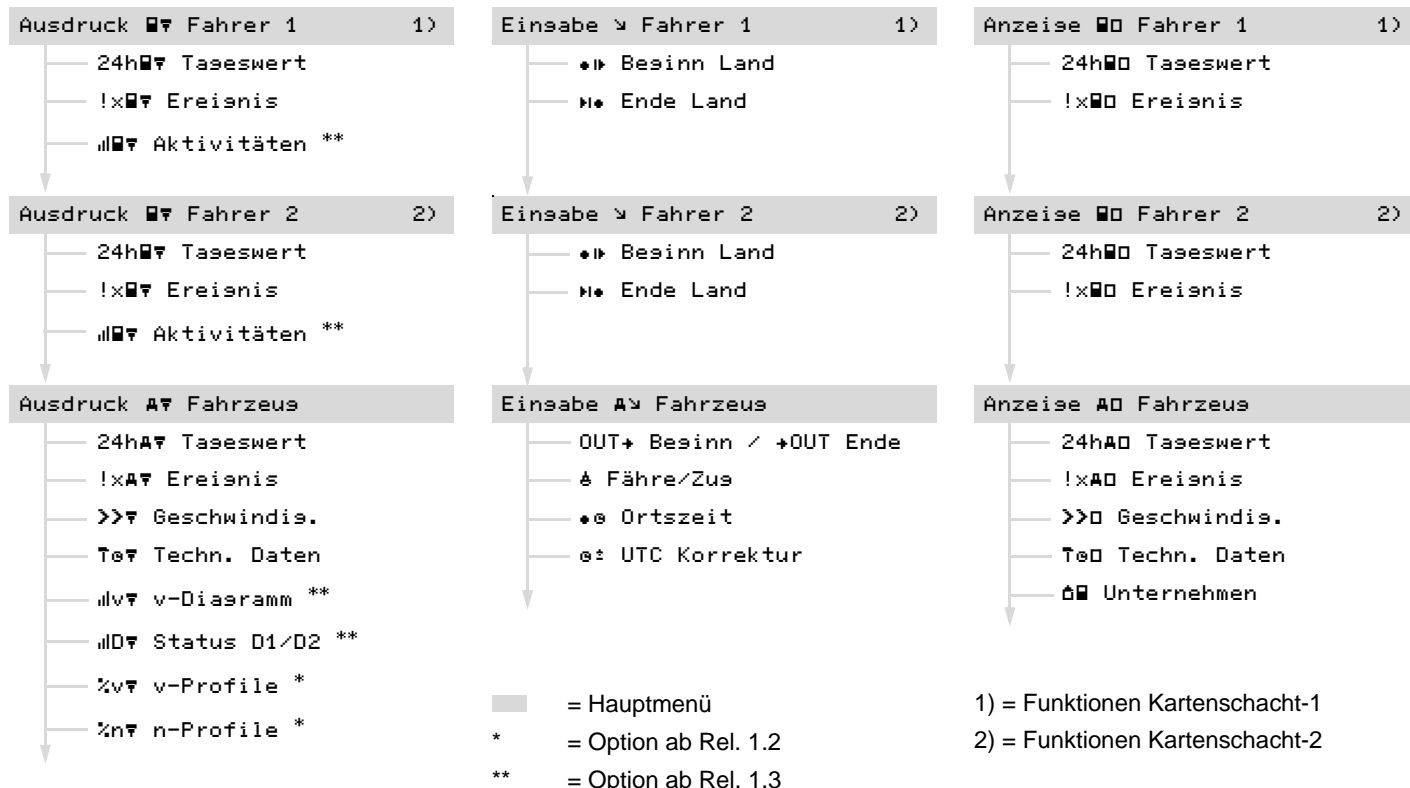 Ausdruck Fahrer 1 1)
24h Tageswert
!x Ereignis
Aktivitäten **
Ausdruck Fahrer 2 2)
24h Tageswert
!x Ereignis
Aktivitäten **
Ausdruck Fahrzeug
24h Tageswert
!x Ereignis
>> Geschwindig.
Techn. Daten
v v-Diagramm **
D Status D1/D2 **
%v v-Profile *
%n n-Profile *
Eingabe Fahrer 1 1)
Beginn Land
Ende Land
Eingabe Fahrer 2 2)
Beginn Land
Ende Land
Eingabe Fahrzeug
OUT→ Beginn / →OUT Ende
Fähre/Zug
Ortszeit
UTC Korrektur
Anzeige Fahrer 1 1)
24h Tageswert
!x Ereignis
Anzeige Fahrer 2 2)
24h Tageswert
!x Ereignis
Anzeige Fahrzeug
24h Tageswert
!x Ereignis
>> Geschwindig.
Techn. Daten
Unternehmen
= Hauptmenü
* = Option ab Rel. 1.2
** = Option ab Rel. 1.3
1) = Funktionen Kartenschacht-1
2) = Funktionen Kartenschacht-2